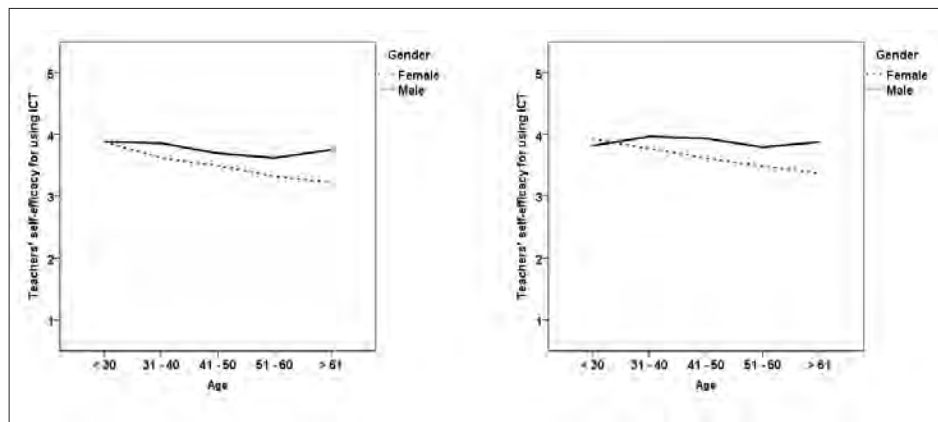 Gender
Female
Male
Teachers' self-efficacy for using ICT
5
4
3
2
1
< 30
31 - 40
41 - 50
51 - 60
> 61
Age
Gender
Female
Male
Teachers' self-efficacy for using ICT
5
4
3
2
1
< 30
31 - 40
41 - 50
51 - 60
> 61
Age